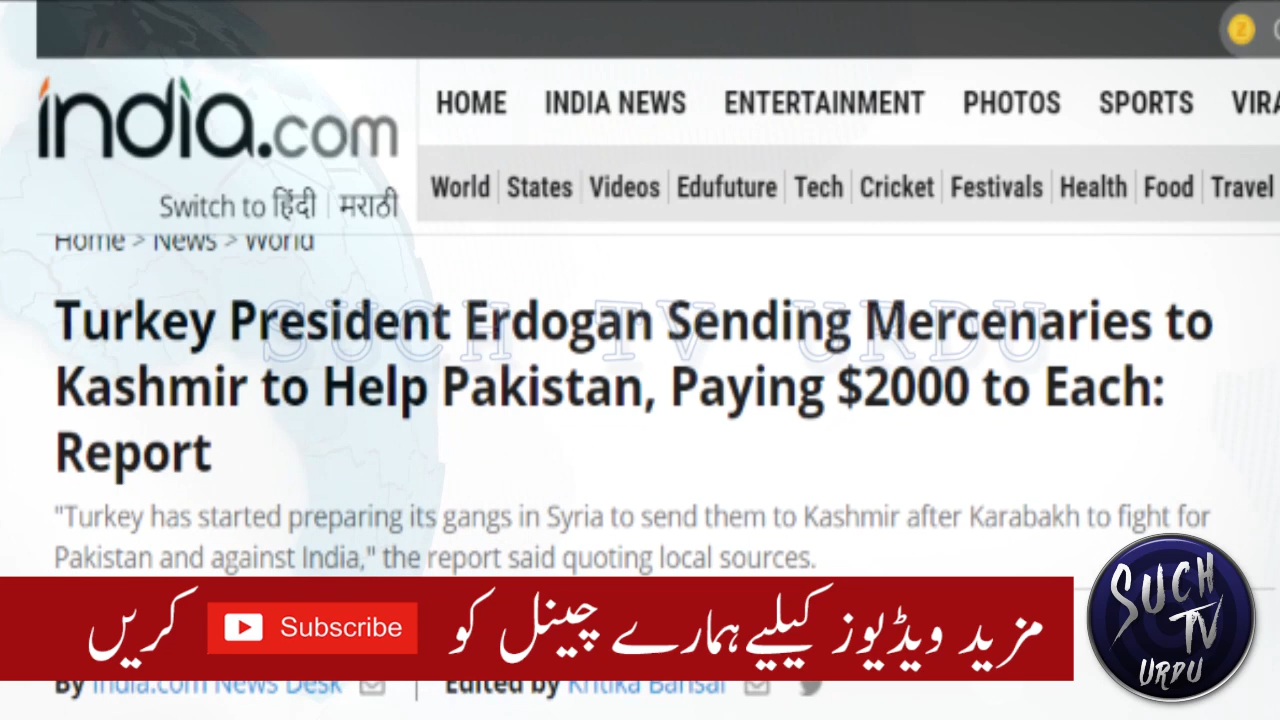 india.com
HOME INDIA NEWS ENTERTAINMENT PHOTOS SPORTS
World States Videos Edufuture Tech Cricket Festivals Health Food Travel
Switch to हिंदी | मराठी
Home > News > World
Turkey President Erdogan Sending Mercenaries to
Kashmir to Help Pakistan, Paying $2000 to Each:
Report
SUCH TV URDU
"Turkey has started preparing its gangs in Syria to send them to Kashmir after Karabakh to fight for
Pakistan and against India," the report said quoting local sources.
مزید ویڈیوز کیلیے ہمارے چینل کو Subscribe کریں
SUCH
TV
URDU
By India.com News Desk | Edited by Kritika Bansal